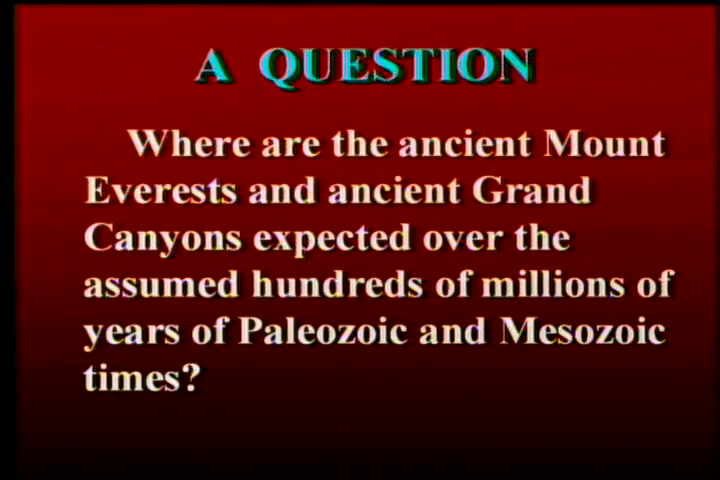 A QUESTION
Where are the ancient Mount
Everests and ancient Grand
Canyons expected over the
assumed hundreds of millions of
years of Paleozoic and Mesozoic
times?